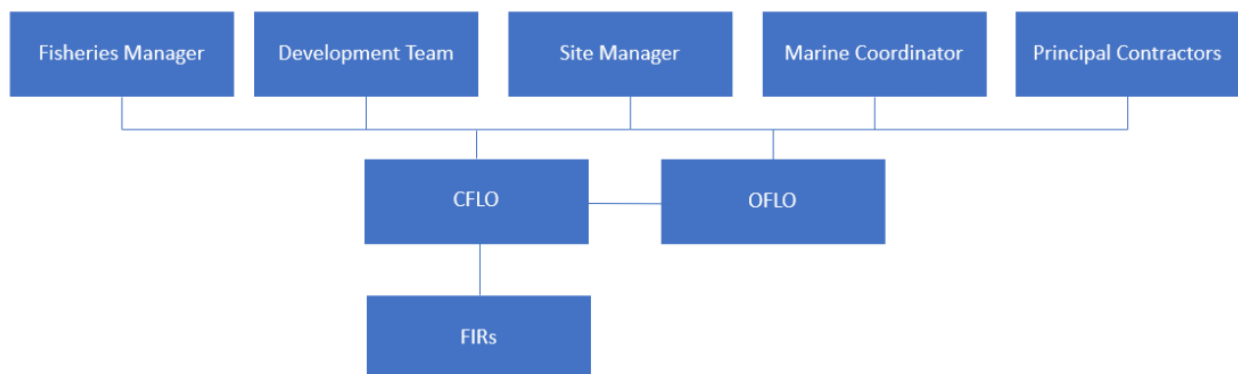 Fisheries Manager
Development Team
Site Manager
Marine Coordinator
Principal Contractors
CFLO
OFLO
FIRs